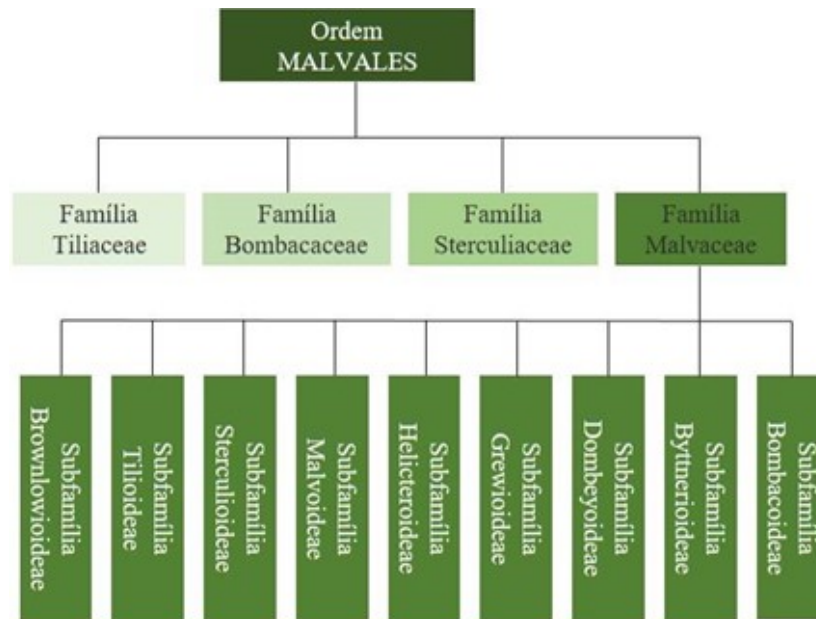 Ordem
MALVALES
Família
Tiliaceae
Família
Bombacaceae
Família
Sterculiaceae
Família
Malvaceae
Subfamília
Brownlowioideae
Subfamília
Tilioideae
Subfamília
Sterculioideae
Subfamília
Malvoideae
Subfamília
Helicteroideae
Subfamília
Grewioideae
Subfamília
Dombeyoideae
Subfamília
Byttnerioideae
Subfamília
Bombacoideae